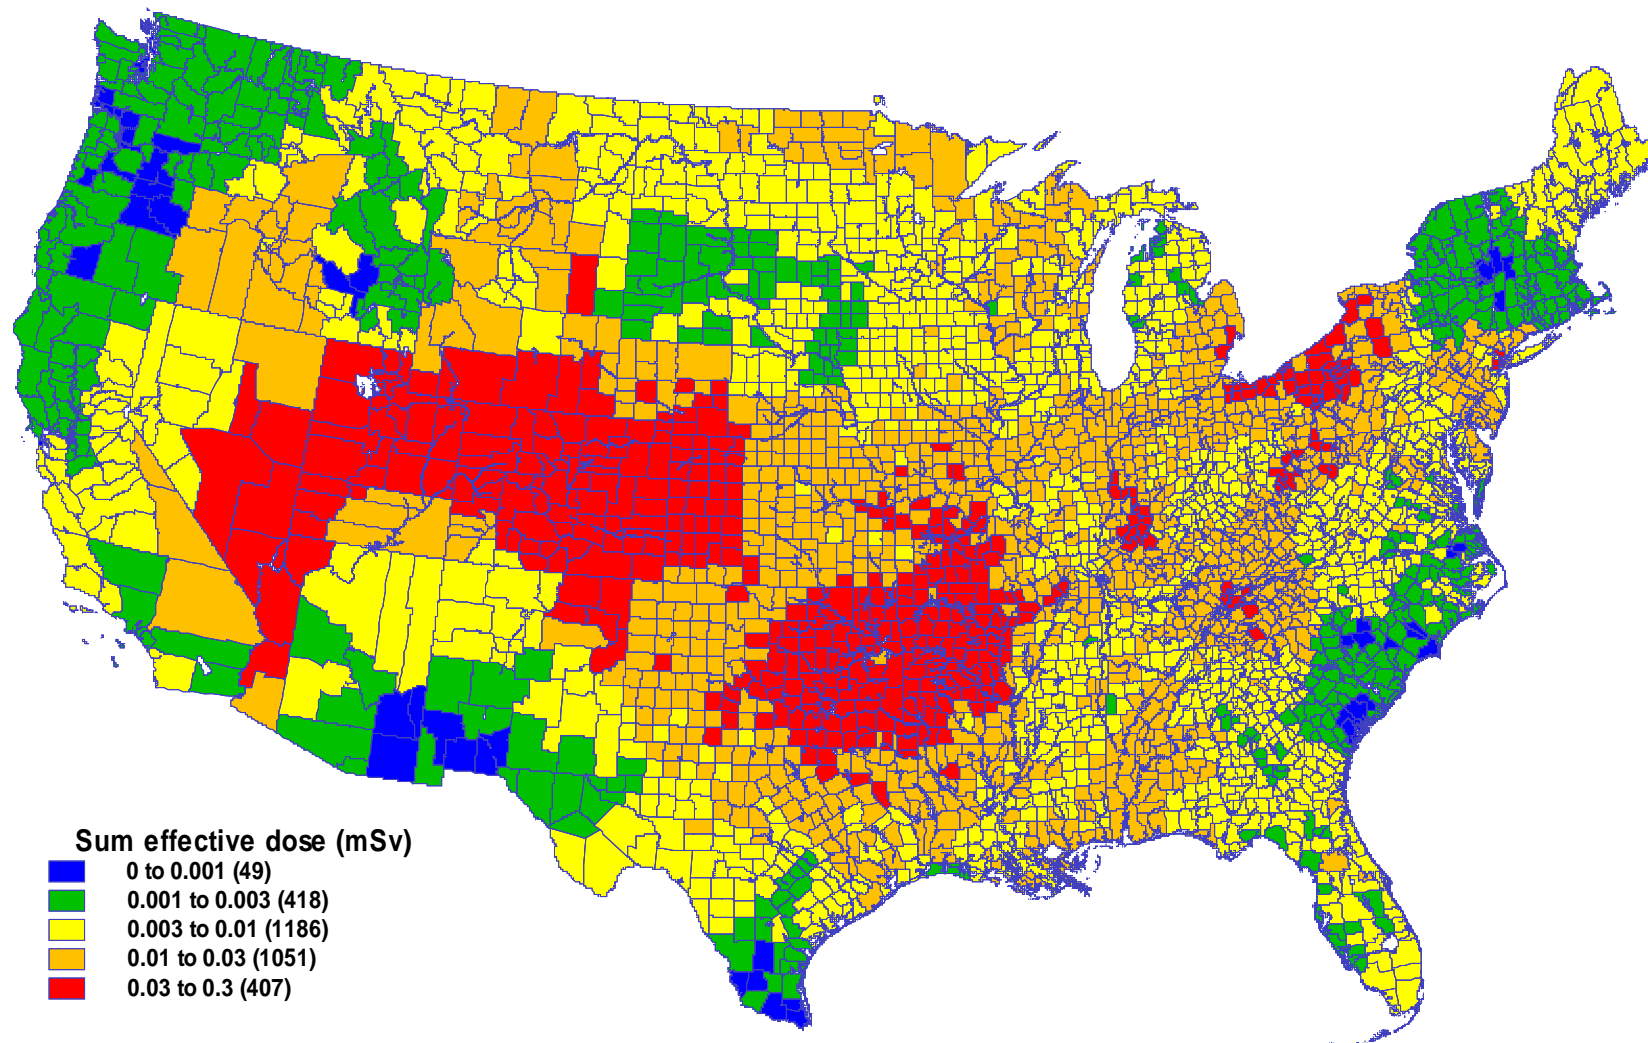 Sum effective dose (mSv)
0 to 0.001 (49)
0.001 to 0.003 (418)
0.003 to 0.01 (1186)
0.01 to 0.03 (1051)
0.03 to 0.3 (407)